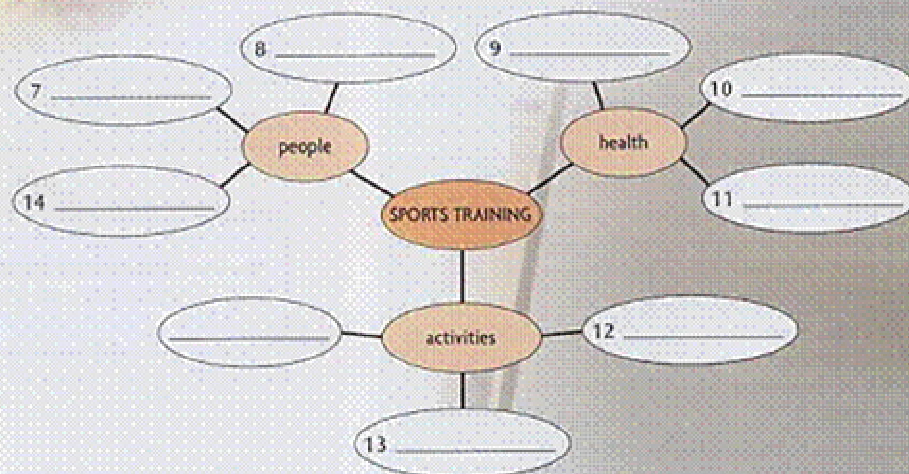 8
9
7
10
people
health
14
11
SPORTS TRAINING
activities
12
13